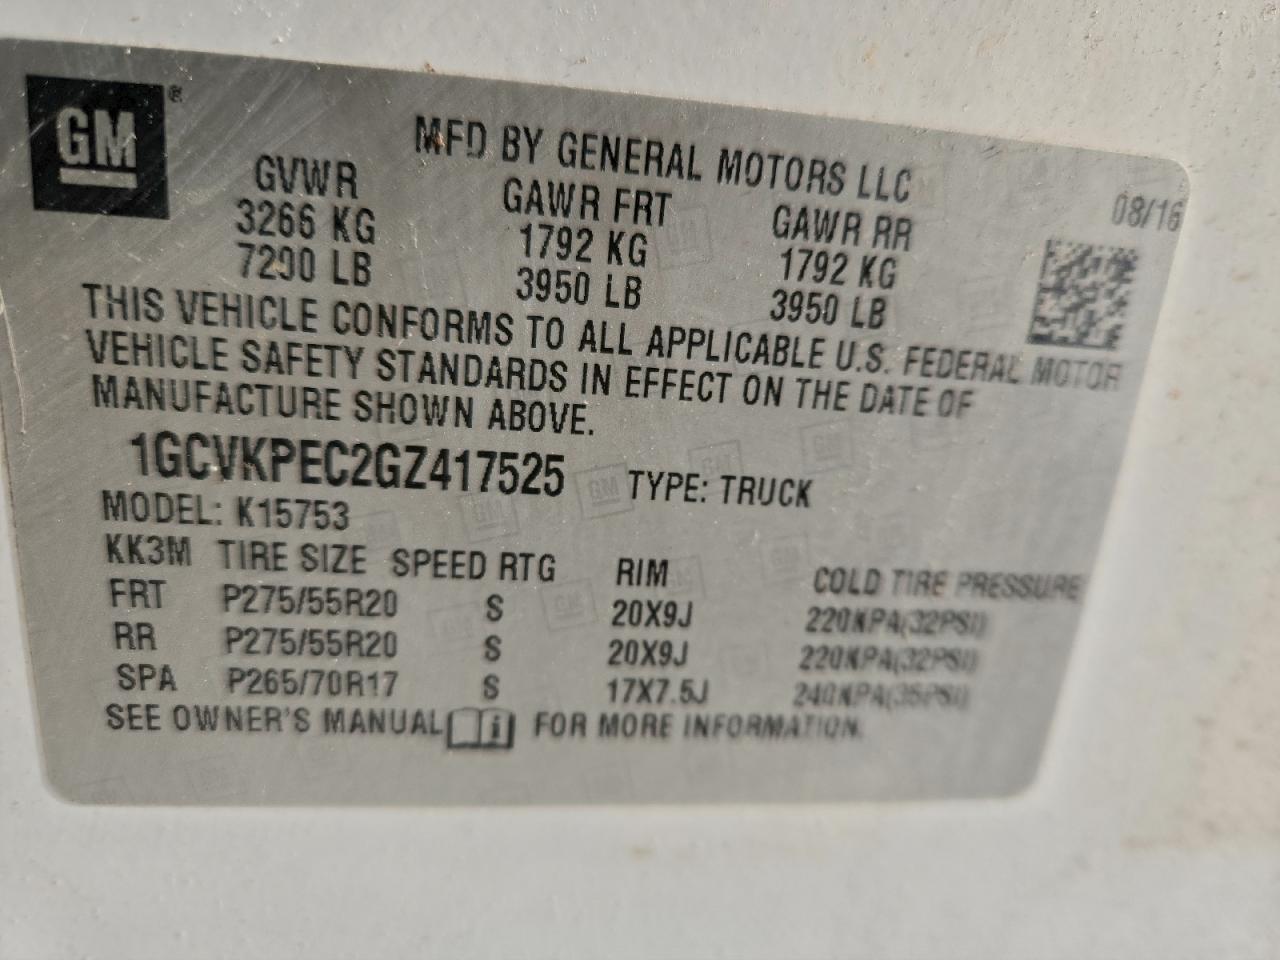 GM®
MFD BY GENERAL MOTORS LLC
08/16
GVWR GAWR FRT GAWR RR
3266 KG 1792 KG 1792 KG
7200 LB 3950 LB 3950 LB
THIS VEHICLE CONFORMS TO ALL APPLICABLE U.S. FEDERAL MOTOR
VEHICLE SAFETY STANDARDS IN EFFECT ON THE DATE OF
MANUFACTURE SHOWN ABOVE.
1GCVKPEC2GZ417525 TYPE: TRUCK
MODEL: K15753
KK3M TIRE SIZE SPEED RTG RIM COLD TIRE PRESSURE
FRT P275/55R20 S 20X9J 220KPA(32PSI)
RR P275/55R20 S 20X9J 220KPA(32PSI)
SPA P265/70R17 S 17X7.5J 240KPA(35PSI)
SEE OWNER'S MANUAL i FOR MORE INFORMATION.